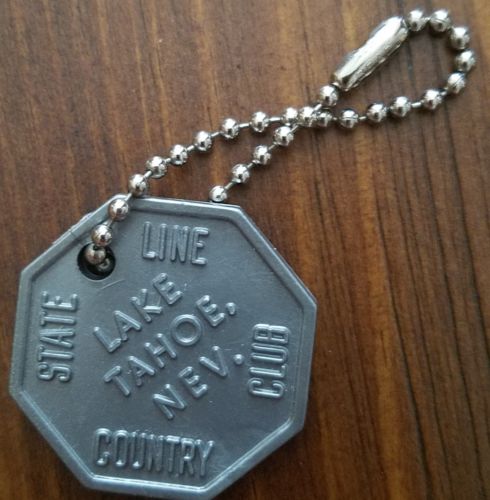 STATE
LINE
COUNTRY
CLUB
LAKE
TAHOE,
NEV.